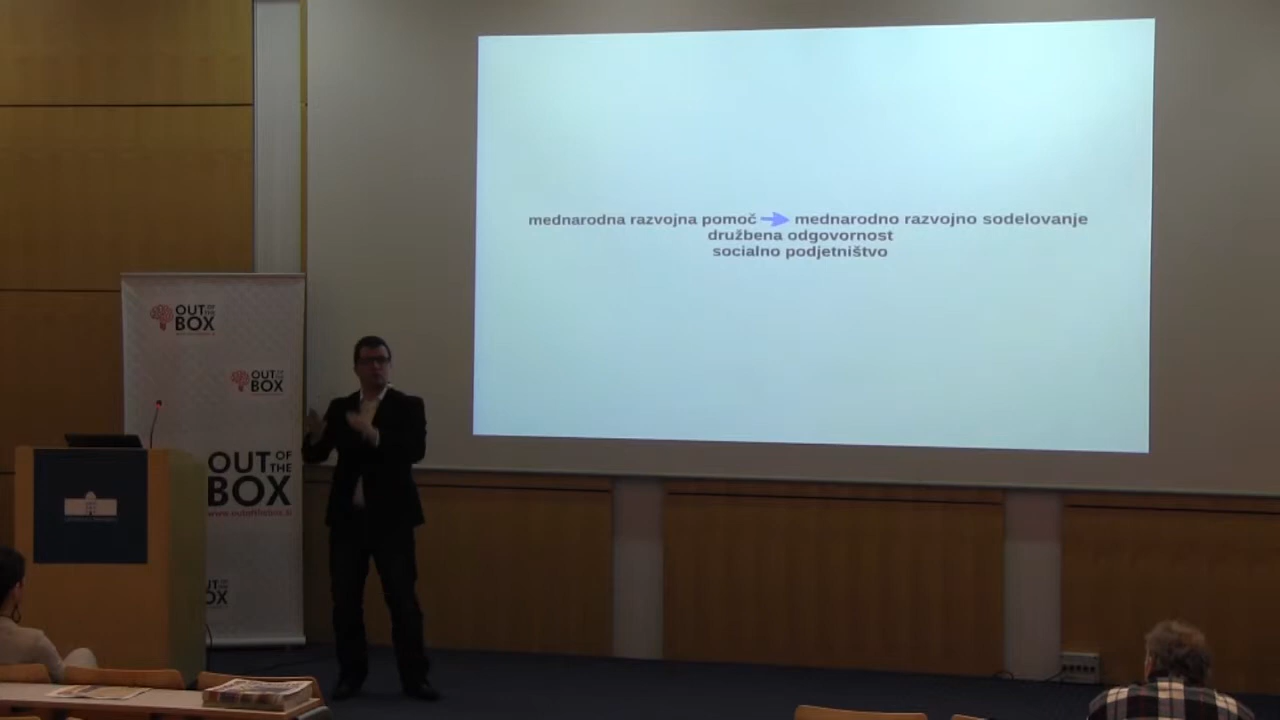 mednarodna razvojna pomoč mednarodno razvojno sodelovanje
družbena odgovornost
socialno podjetništvo
OUT OF THE BOX
OUT OF THE BOX
OUT OF THE BOX
www.outofthebox.si